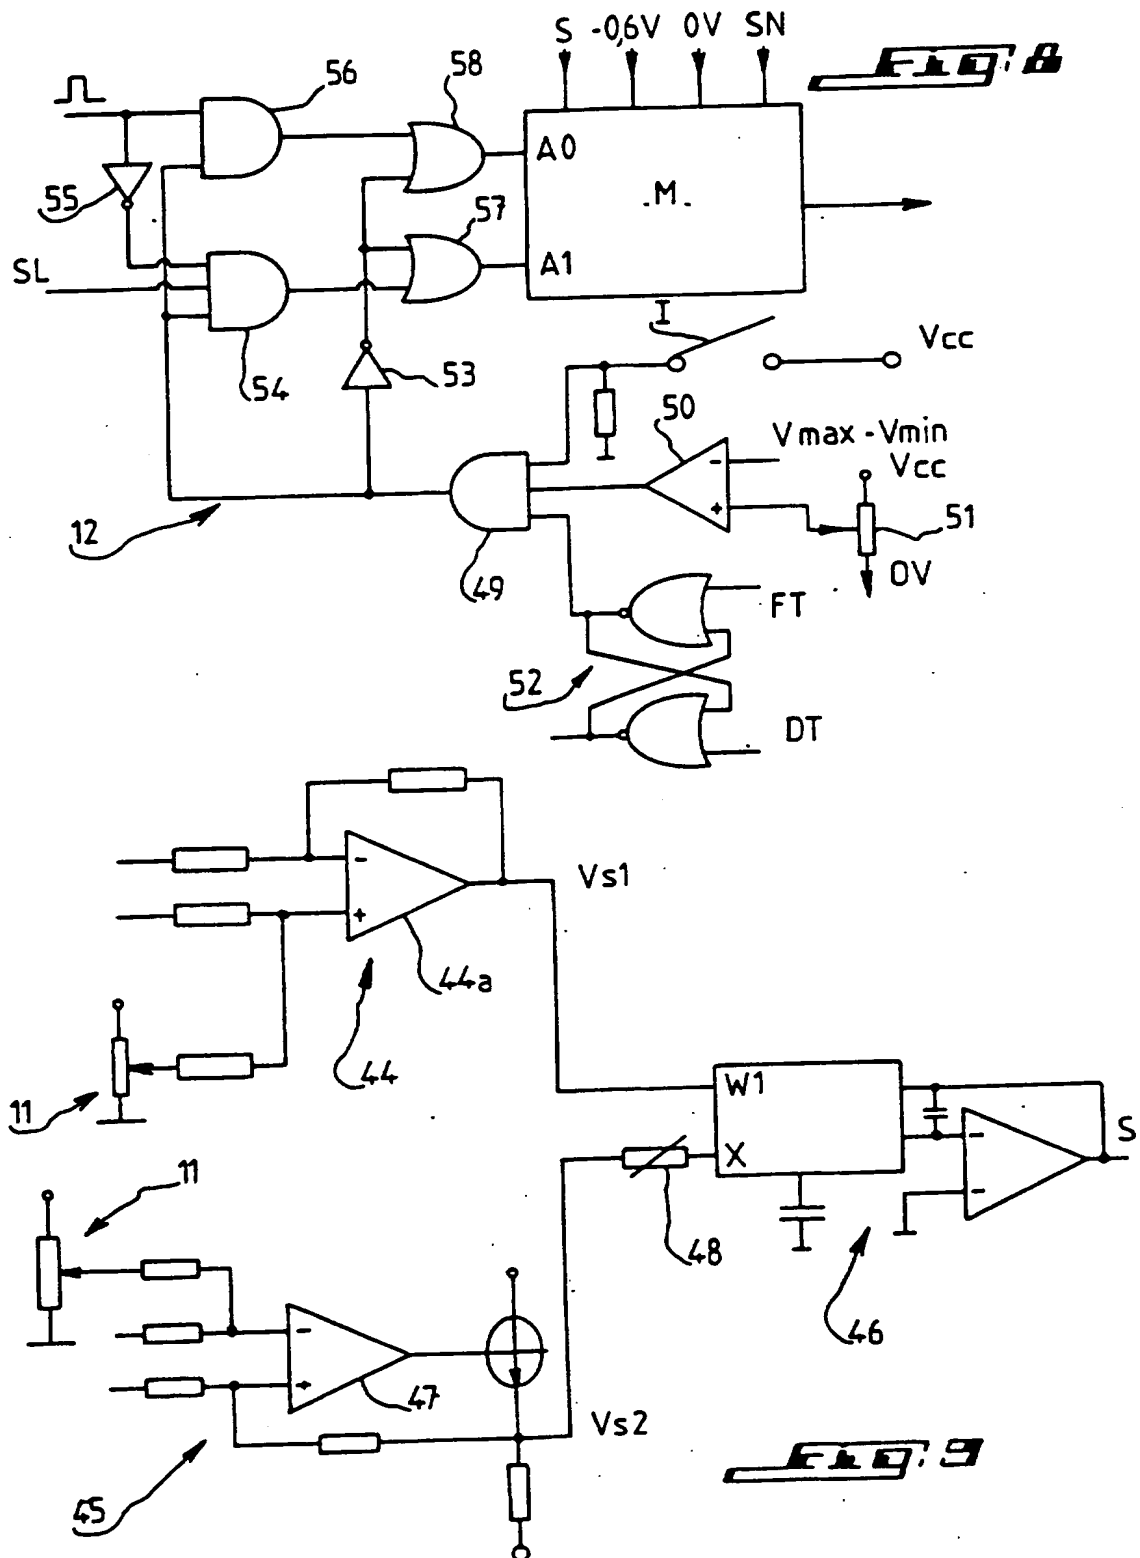 S -0,6V 0V SN
Fig. 8
56
58
A0
55
.M.
57
SL
A1
I
Vcc
54
53
50
- Vmax -Vmin
Vcc
+
51
12
0V
49
FT
52
DT
-
Vs1
+
44a
44
11
W1
-
S
X
11
-
48
46
-
+
47
Vs2
45
Fig. 9